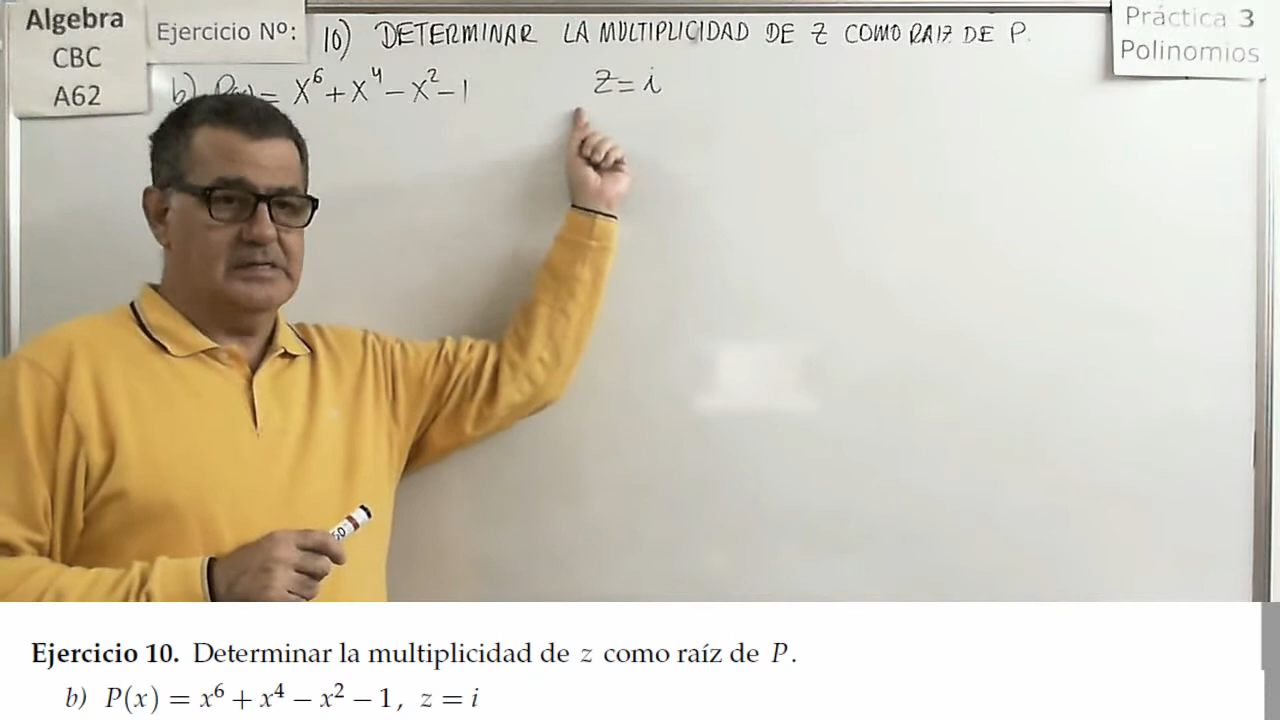 Algebra
CBC
A62
Ejercicio Nº:
10) DETERMINAR LA MULTIPLICIDAD DE Z COMO RAIZ DE P.
Práctica 3
Polinomios
b) P(x) = X⁶ + X⁴ - X² - 1 Z = i
Ejercicio 10. Determinar la multiplicidad de z como raíz de P.
b) P(x) = x⁶ + x⁴ − x² − 1, z = i